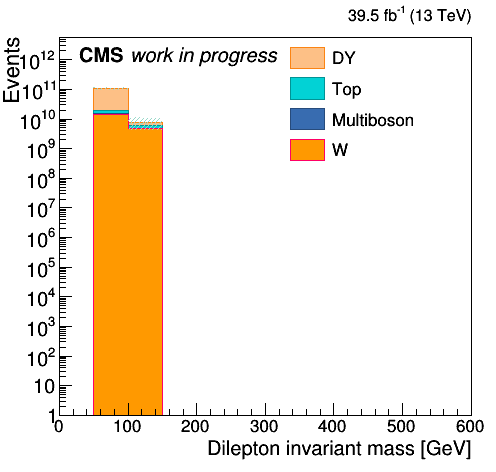 39.5 fb⁻¹ (13 TeV)
Events
CMS work in progress
DY
Top
Multiboson
W
10¹²
10¹¹
10¹⁰
10⁹
10⁸
10⁷
10⁶
10⁵
10⁴
10³
10²
10
1
0 100 200 300 400 500 600
Dilepton invariant mass [GeV]